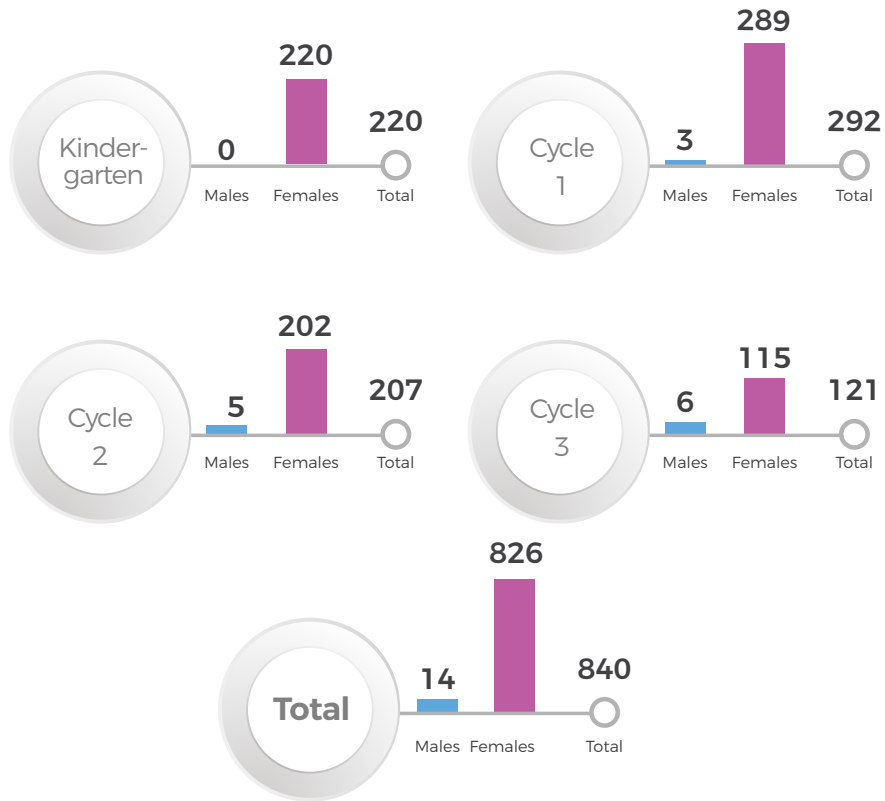 220
Kinder-
garten
0
220
Males
Females
Total
289
Cycle
1
3
292
Males
Females
Total
202
Cycle
2
5
207
Males
Females
Total
115
Cycle
3
6
121
Males
Females
Total
826
Total
14
840
Males
Females
Total